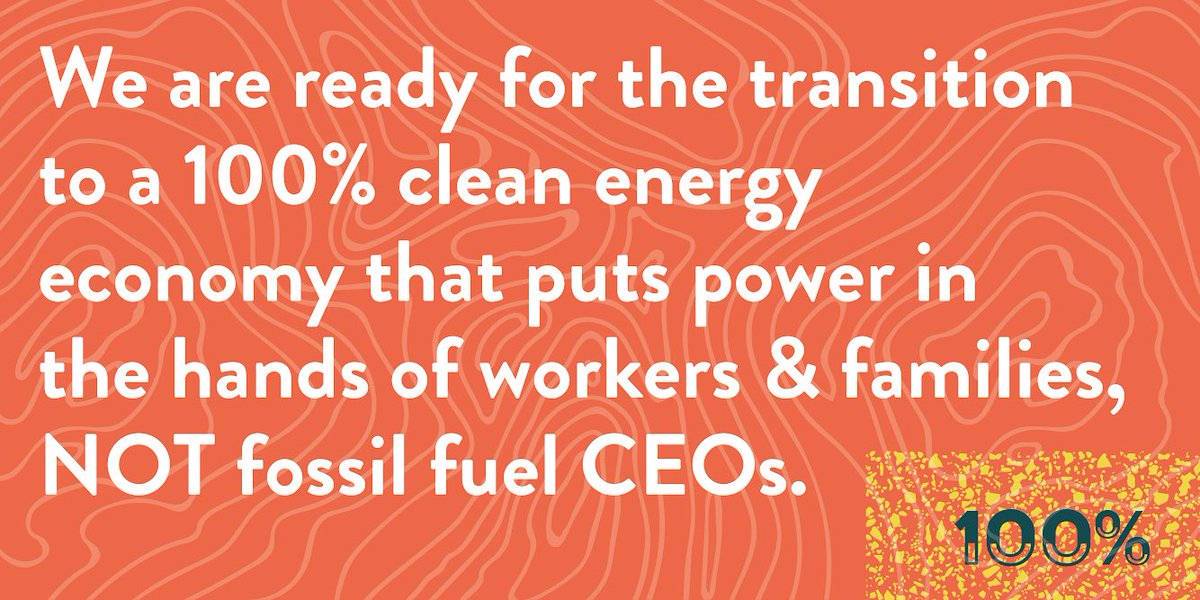 We are ready for the transition
to a 100% clean energy
economy that puts power in
the hands of workers & families,
NOT fossil fuel CEOs.
100%